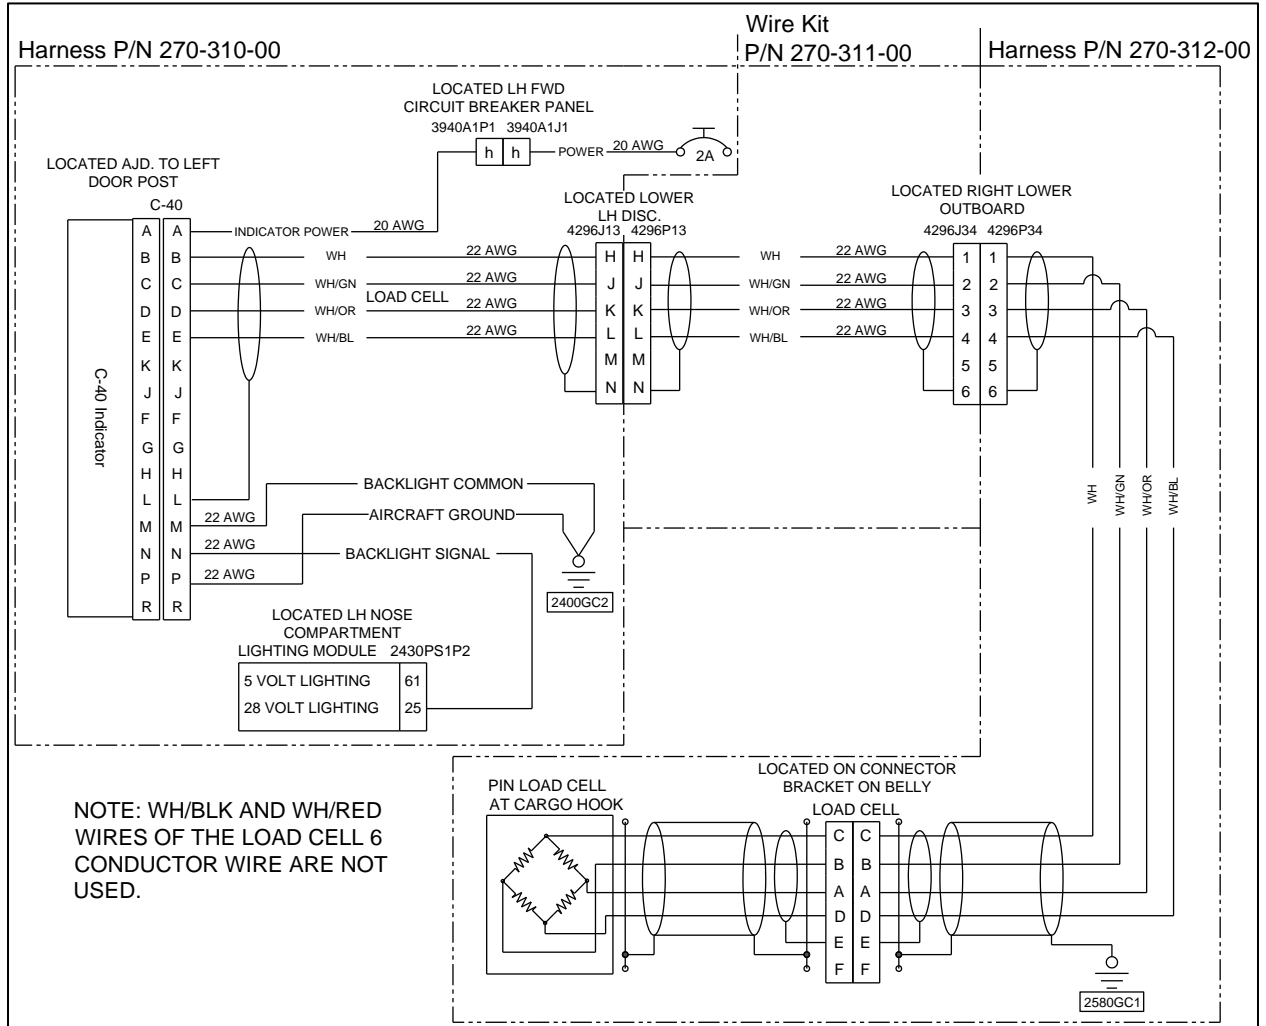 Harness P/N 270-310-00
Wire Kit
P/N 270-311-00
Harness P/N 270-312-00
LOCATED LH FWD
CIRCUIT BREAKER PANEL
3940A1P1 3940A1J1
h h
POWER
20 AWG
2A
LOCATED AJD. TO LEFT
DOOR POST
C-40
A A
B B
C C
D D
E E
K K
J J
F F
G G
H H
L L
M M
N N
P P
R R
C-40 Indicator
INDICATOR POWER
20 AWG
WH
22 AWG
WH/GN
22 AWG
LOAD CELL
WH/OR
22 AWG
WH/BL
22 AWG
LOCATED LOWER
LH DISC.
4296J13 4296P13
H H
J J
K K
L L
M M
N N
WH
22 AWG
WH/GN
22 AWG
WH/OR
22 AWG
WH/BL
22 AWG
LOCATED RIGHT LOWER
OUTBOARD
4296J34 4296P34
1 1
2 2
3 3
4 4
5 5
6 6
WH
WH/GN
WH/OR
WH/BL
22 AWG
BACKLIGHT COMMON
AIRCRAFT GROUND
22 AWG
BACKLIGHT SIGNAL
22 AWG
2400GC2
LOCATED LH NOSE
COMPARTMENT
LIGHTING MODULE 2430PS1P2
5 VOLT LIGHTING 61
28 VOLT LIGHTING 25
NOTE: WH/BLK AND WH/RED
WIRES OF THE LOAD CELL 6
CONDUCTOR WIRE ARE NOT
USED.
PIN LOAD CELL
AT CARGO HOOK
LOCATED ON CONNECTOR
BRACKET ON BELLY
LOAD CELL
C C
B B
A A
D D
E E
F F
2580GC1